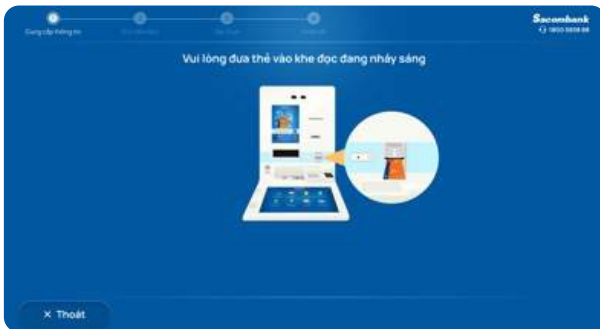 1
Cung cấp thông tin
Sacombank
1800 5858 88
Vui lòng đưa thẻ vào khe đọc đang nháy sáng
× Thoát